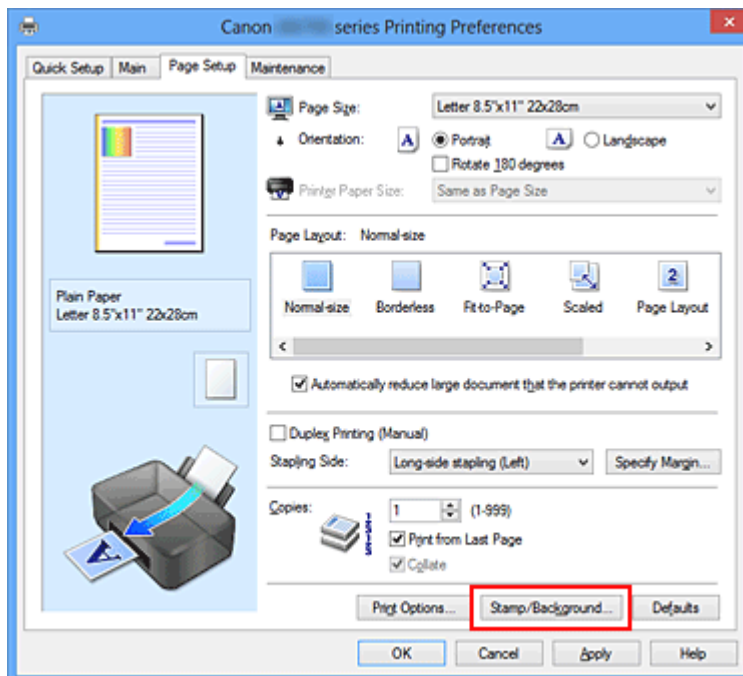 Canon series Printing Preferences
Quick Setup Main Page Setup Maintenance
Page Size: Letter 8.5"x11" 22x28cm
Orientation: A Portrait A Landscape
Rotate 180 degrees
Printer Paper Size: Same as Page Size
Page Layout: Normal-size
2
Normal-size Borderless Fit-to-Page Scaled Page Layout
Plain Paper
Letter 8.5"x11" 22x28cm
Automatically reduce large document that the printer cannot output
Duplex Printing (Manual)
Stapling Side: Long-side stapling (Left) Specify Margin...
Copies: 1 (1-999)
Print from Last Page
Collate
A
Print Options... Stamp/Background... Defaults
OK Cancel Apply Help